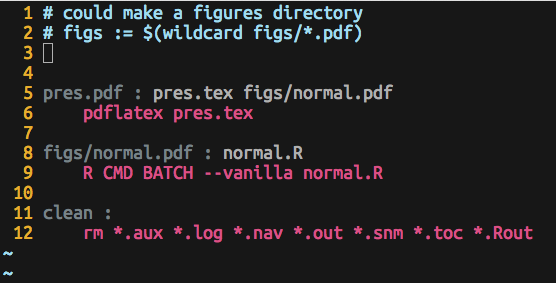 1 # could make a figures directory
2 # figs := $(wildcard figs/*.pdf)
3
4
5 pres.pdf : pres.tex figs/normal.pdf
6     pdflatex pres.tex
7
8 figs/normal.pdf : normal.R
9     R CMD BATCH --vanilla normal.R
10
11 clean :
12     rm *.aux *.log *.nav *.out *.snm *.toc *.Rout
~
~